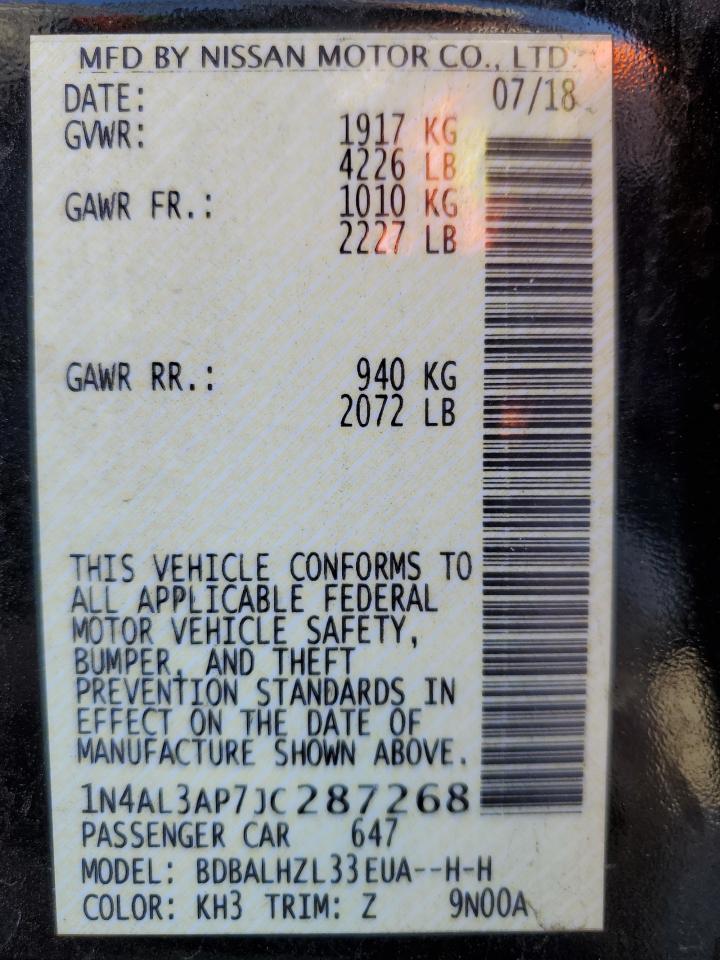 MFD BY NISSAN MOTOR CO., LTD.
DATE: 07/18
GVWR: 1917 KG
4226 LB
GAWR FR.: 1010 KG
2227 LB
GAWR RR.: 940 KG
2072 LB
THIS VEHICLE CONFORMS TO
ALL APPLICABLE FEDERAL
MOTOR VEHICLE SAFETY,
BUMPER, AND THEFT
PREVENTION STANDARDS IN
EFFECT ON THE DATE OF
MANUFACTURE SHOWN ABOVE.
1N4AL3AP7JC287268
PASSENGER CAR 647
MODEL: BDBALHZL33EUA--H-H
COLOR: KH3 TRIM: Z 9N00A